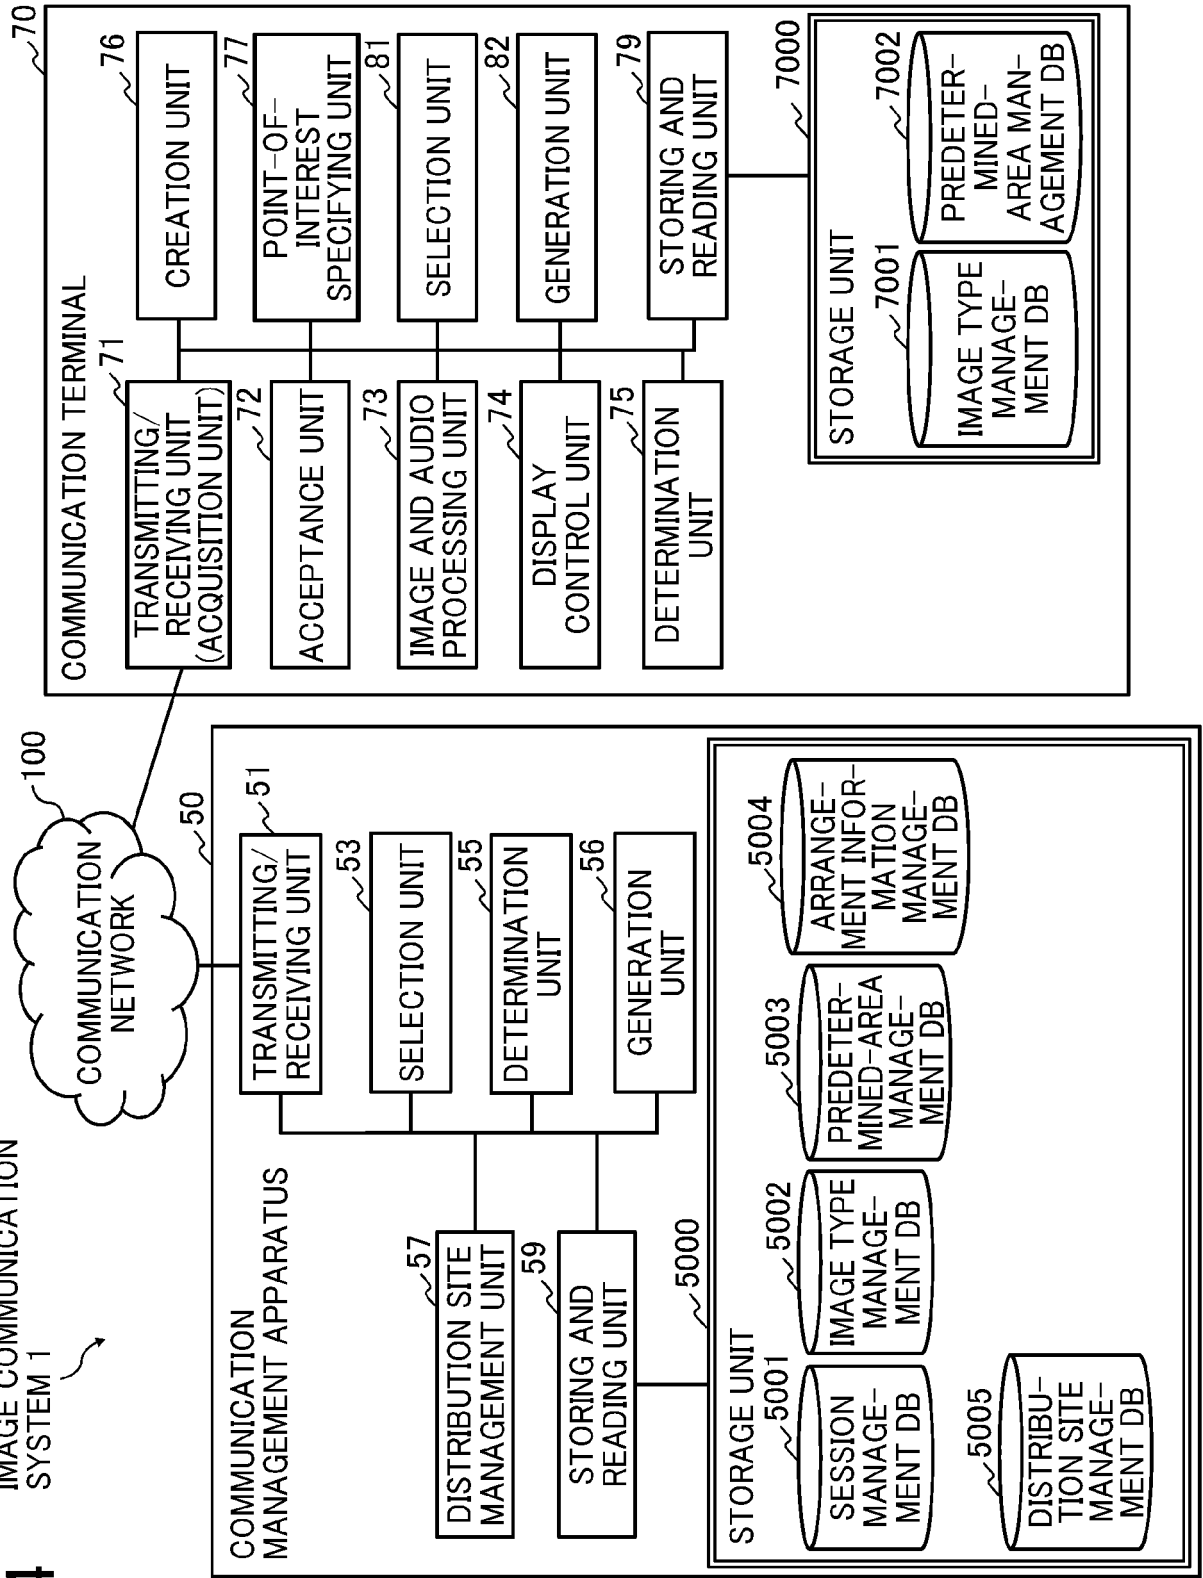 IMAGE COMMUNICATION
SYSTEM 1
100
COMMUNICATION
NETWORK
50
COMMUNICATION
MANAGEMENT APPARATUS
51
TRANSMITTING/
RECEIVING UNIT
53
SELECTION UNIT
55
DETERMINATION
UNIT
56
GENERATION
UNIT
57
DISTRIBUTION SITE
MANAGEMENT UNIT
59
STORING AND
READING UNIT
5000
STORAGE UNIT
5001
SESSION
MANAGE-
MENT DB
5002
IMAGE TYPE
MANAGE-
MENT DB
5003
PREDETER-
MINED-AREA
MANAGE-
MENT DB
5004
ARRANGE-
MENT INFOR-
MATION
MANAGE-
MENT DB
5005
DISTRIBU-
TION SITE
MANAGE-
MENT DB
70
COMMUNICATION TERMINAL
71
TRANSMITTING/
RECEIVING UNIT
(ACQUISITION UNIT)
72
ACCEPTANCE UNIT
73
IMAGE AND AUDIO
PROCESSING UNIT
74
DISPLAY
CONTROL UNIT
75
DETERMINATION
UNIT
76
CREATION UNIT
77
POINT-OF-
INTEREST
SPECIFYING UNIT
81
SELECTION UNIT
82
GENERATION UNIT
79
STORING AND
READING UNIT
7000
STORAGE UNIT
7001
IMAGE TYPE
MANAGE-
MENT DB
7002
PREDETER-
MINED-
AREA MAN-
AGEMENT DB